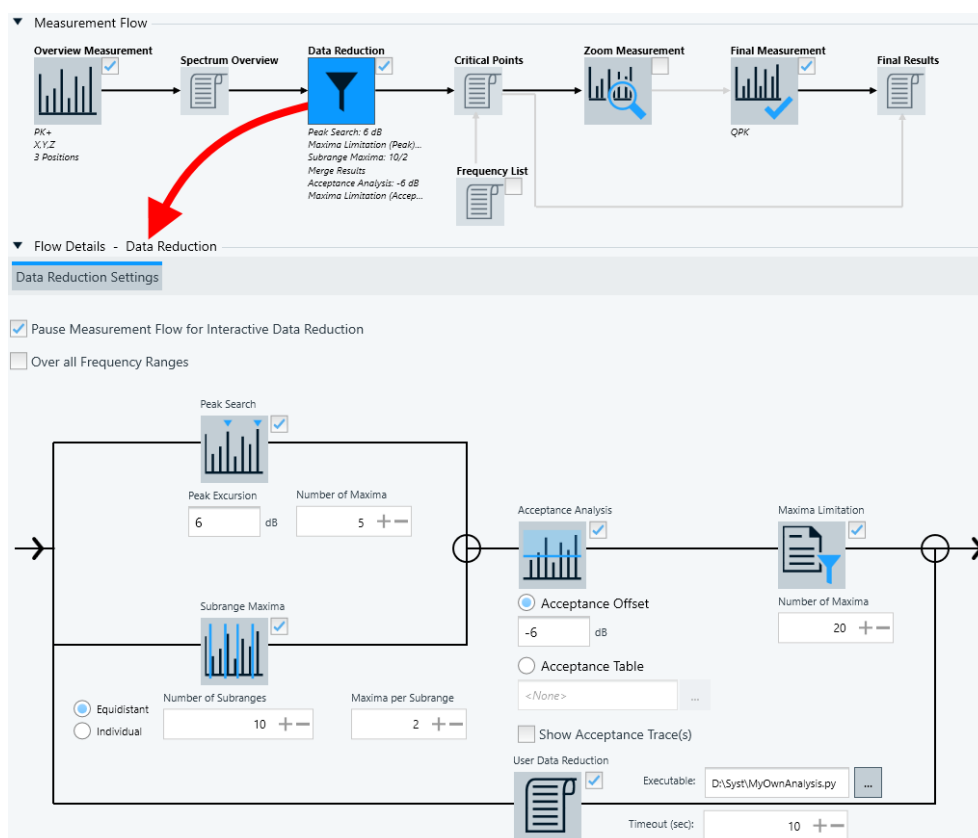 Measurement Flow
Overview Measurement
Spectrum Overview
Data Reduction
Critical Points
Zoom Measurement
Final Measurement
Final Results
PK+
X,Y,Z
3 Positions
Peak Search: 6 dB
Maxima Limitation (Peak)...
Subrange Maxima: 10/2
Merge Results
Acceptance Analysis: -6 dB
Maxima Limitation (Accep...
QPK
Frequency List
Flow Details - Data Reduction
Data Reduction Settings
Pause Measurement Flow for Interactive Data Reduction
Over all Frequency Ranges
Peak Search
Peak Excursion
Number of Maxima
6 dB
5
Acceptance Analysis
Maxima Limitation
Acceptance Offset
Number of Maxima
-6 dB
20
Subrange Maxima
Acceptance Table
<None>
...
Equidistant
Individual
Number of Subranges
Maxima per Subrange
10
2
Show Acceptance Trace(s)
User Data Reduction
Executable: D:\Syst\MyOwnAnalysis.py ...
Timeout (sec): 10